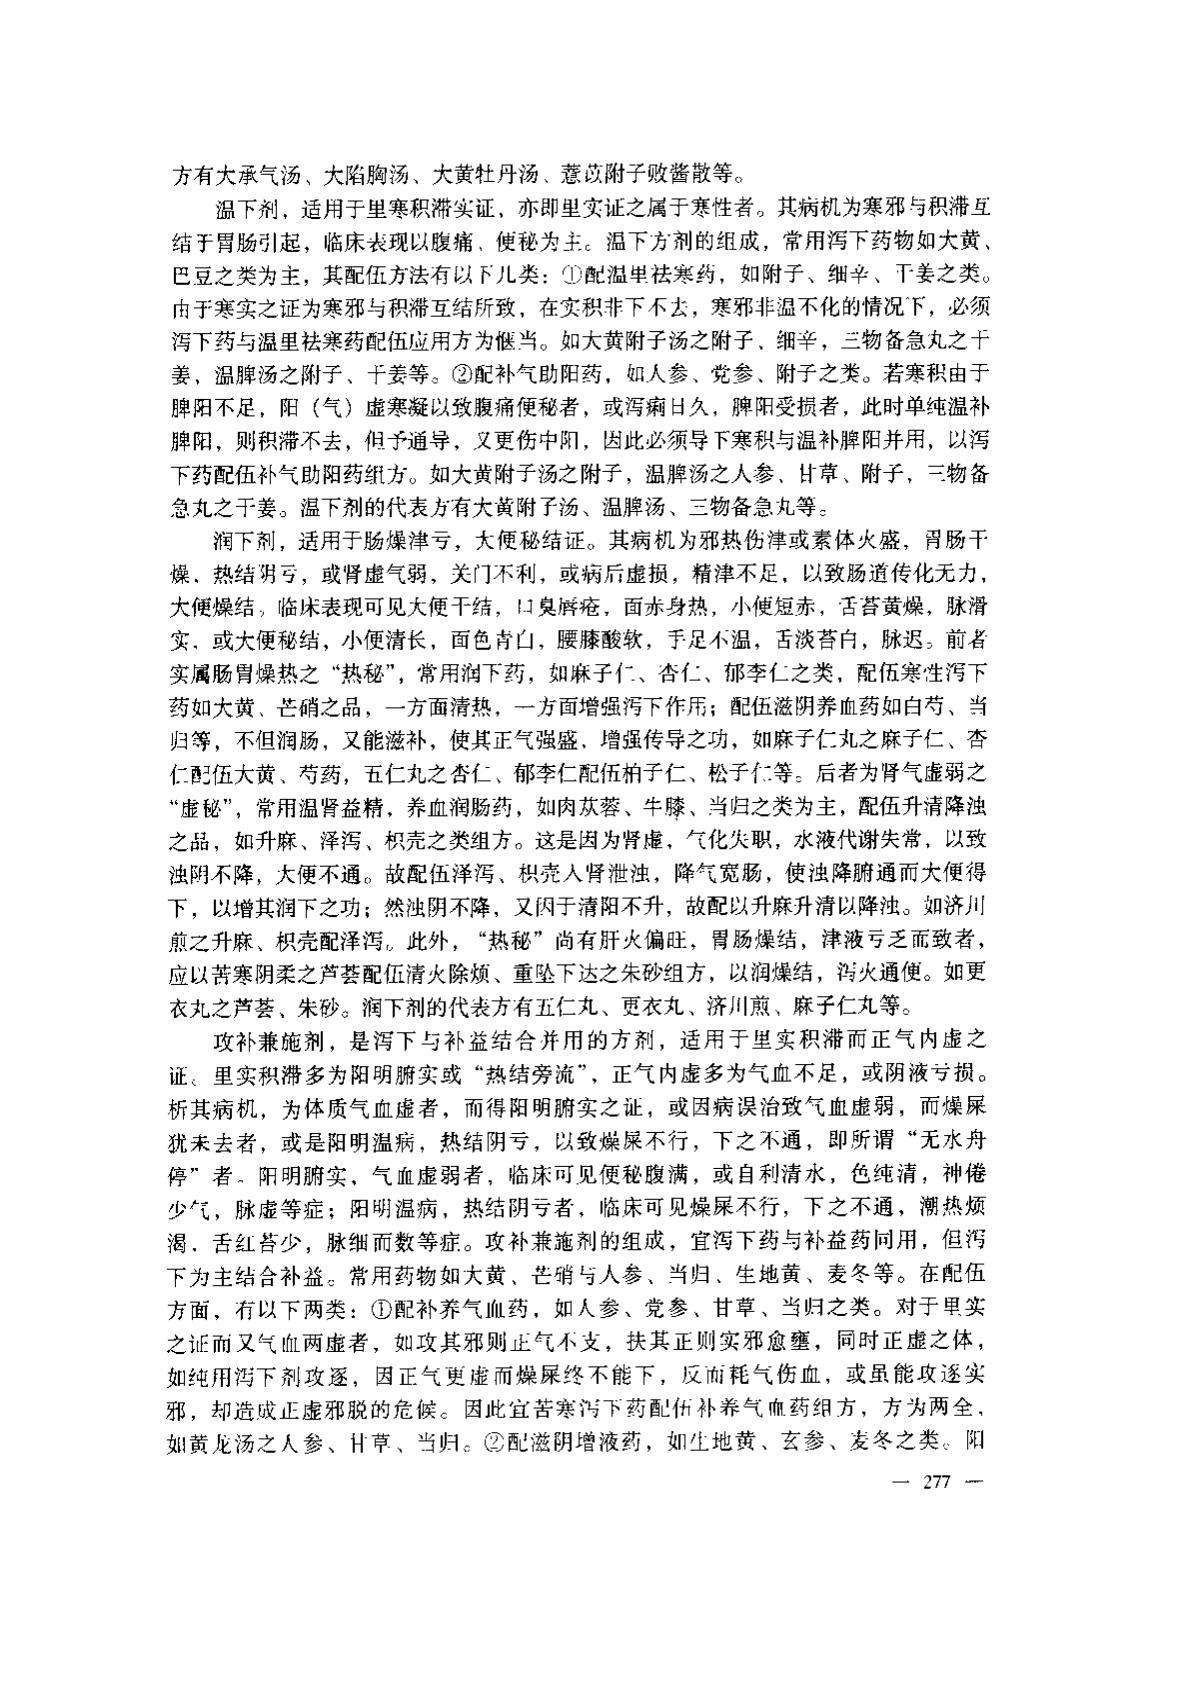 方有大承气汤、大陷胸汤、大黄牡丹汤、薏苡附子败酱散等。
温下剂，适用于里寒积滞实证，亦即里实证之属于寒性者。其病机为寒邪与积滞互
结于胃肠引起，临床表现以腹痛、便秘为主。温下方剂的组成，常用泻下药物如大黄、
巴豆之类为主，其配伍方法有以下几类：①配温里祛寒药，如附子、细辛、干姜之类。
由于寒实之证为寒邪与积滞互结所致，在实积非下不去，寒邪非温不化的情况下，必须
泻下药与温里祛寒药配伍应用方为惬当。如大黄附子汤之附子、细辛，三物备急丸之干
姜，温脾汤之附子、干姜等。②配补气助阳药，如人参、党参、附子之类。若寒积由于
脾阳不足，阳（气）虚寒凝以致腹痛便秘者，或泻痢日久，脾阳受损者，此时单纯温补
脾阳，则积滞不去，但予通导，又更伤中阳，因此必须导下寒积与温补脾阳并用，以泻
下药配伍补气助阳药组方。如大黄附子汤之附子，温脾汤之人参、甘草、附子，三物备
急丸之干姜。温下剂的代表方有大黄附子汤、温脾汤、三物备急丸等。
润下剂，适用于肠燥津亏，大便秘结证。其病机为邪热伤津或素体火盛，胃肠干
燥，热结阴亏，或肾虚气弱，关门不利，或病后虚损，精津不足，以致肠道传化无力，
大便燥结。临床表现可见大便干结，口臭唇疮，面赤身热，小便短赤，舌苔黄燥，脉滑
实，或大便秘结，小便清长，面色青白，腰膝酸软，手足不温，舌淡苔白，脉迟。前者
实属肠胃燥热之“热秘”，常用润下药，如麻子仁、杏仁、郁李仁之类，配伍寒性泻下
药如大黄、芒硝之品，一方面清热，一方面增强泻下作用；配伍滋阴养血药如白芍、当
归等，不但润肠，又能滋补，使其正气强盛，增强传导之功，如麻子仁丸之麻子仁、杏
仁配伍大黄、芍药，五仁丸之杏仁、郁李仁配伍柏子仁、松子仁等。后者为肾气虚弱之
“虚秘”，常用温肾益精，养血润肠药，如肉苁蓉、牛膝、当归之类为主，配伍升清降浊
之品，如升麻、泽泻、枳壳之类组方。这是因为肾虚，气化失职，水液代谢失常，以致
浊阴不降，大便不通。故配伍泽泻、枳壳入肾泄浊，降气宽肠，使浊降腑通而大便得
下，以增其润下之功；然浊阴不降，又因于清阳不升，故配以升麻升清以降浊。如济川
煎之升麻、枳壳配泽泻。此外，“热秘”尚有肝火偏旺，胃肠燥结，津液亏乏而致者，
应以苦寒阴柔之芦荟配伍清火除烦、重坠下达之朱砂组方，以润燥结，泻火通便。如更
衣丸之芦荟、朱砂。润下剂的代表方有五仁丸、更衣丸、济川煎、麻子仁丸等。
攻补兼施剂，是泻下与补益结合并用的方剂，适用于里实积滞而正气内虚之
证。里实积滞多为阳明腑实或“热结旁流”，正气内虚多为气血不足，或阴液亏损。
析其病机，为体质气血虚者，而得阳明腑实之证，或因病误治致气血虚弱，而燥屎
犹未去者，或是阳明温病，热结阴亏，以致燥屎不行，下之不通，即所谓“无水舟
停”者。阳明腑实，气血虚弱者，临床可见便秘腹满，或自利清水，色纯清，神倦
少气，脉虚等症；阳明温病，热结阴亏者，临床可见燥屎不行，下之不通，潮热烦
渴，舌红苔少，脉细而数等症。攻补兼施剂的组成，宜泻下药与补益药同用，但泻
下为主结合补益。常用药物如大黄、芒硝与人参、当归、生地黄、麦冬等。在配伍
方面，有以下两类：①配补养气血药，如人参、党参、甘草、当归之类。对于里实
之证而又气血两虚者，如攻其邪则正气不支，扶其正则实邪愈壅，同时正虚之体，
如纯用泻下剂攻逐，因正气更虚而燥屎终不能下，反而耗气伤血，或虽能攻逐实
邪，却造成正虚邪脱的危候。因此宜苦寒泻下药配伍补养气血药组方，方为两全，
如黄龙汤之人参、甘草、当归。②配滋阴增液药，如生地黄、玄参、麦冬之类。阳
— 277 —